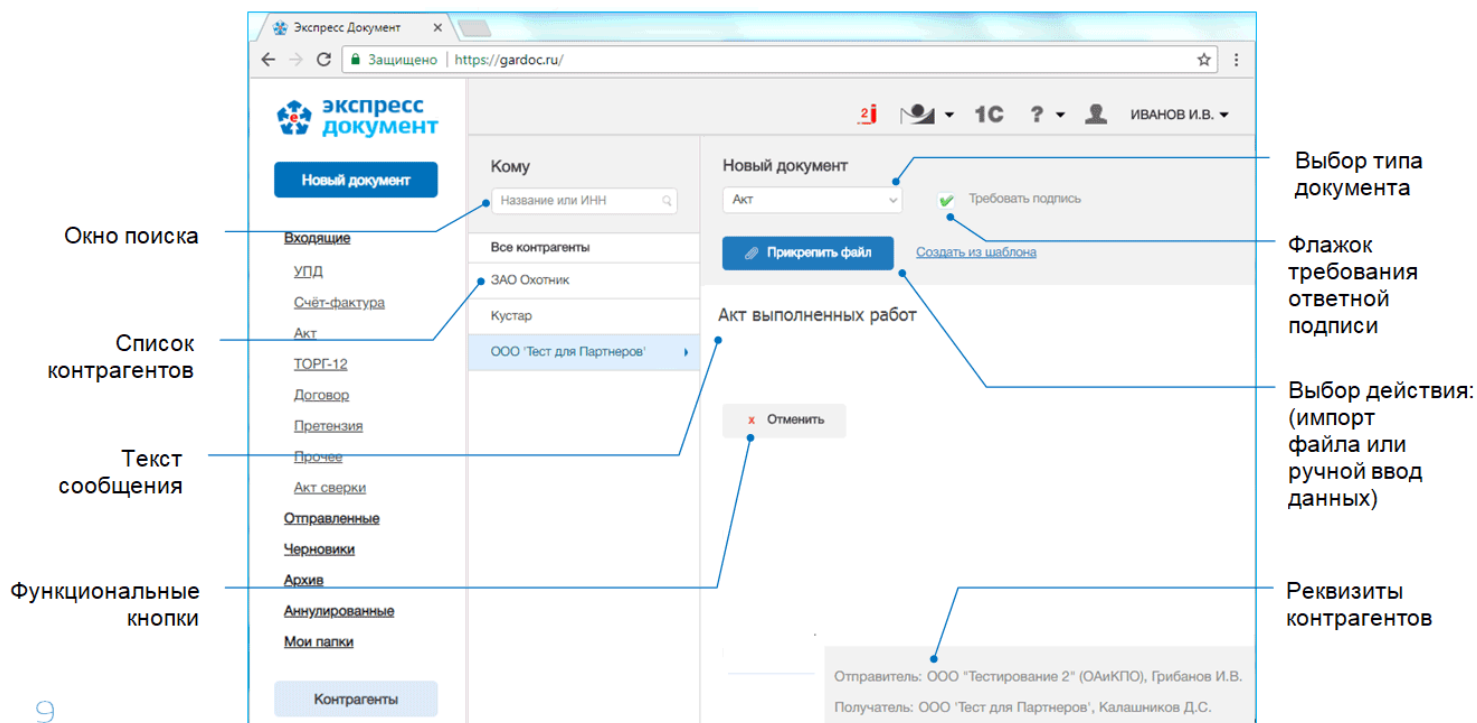 Экспресс Документ
Защищено https://gardoc.ru/
экспресс
документ
е
2i
1С ? ИВАНОВ И.В.
Новый документ
Входящие
УПД
Счёт-фактура
Акт
ТОРГ-12
Договор
Претензия
Прочее
Акт сверки
Отправленные
Черновики
Архив
Аннулированные
Мои папки
Контрагенты
Кому
Название или ИНН
Все контрагенты
ЗАО Охотник
Кустар
ООО 'Тест для Партнеров'
Новый документ
Акт
Требовать подпись
Прикрепить файл
Создать из шаблона
Акт выполненных работ
x Отменить
Отправитель: ООО "Тестирование 2" (ОАиКПО), Грибанов И.В.
Получатель: ООО 'Тест для Партнеров', Калашников Д.С.
Окно поиска
Список
контрагентов
Текст
сообщения
Функциональные
кнопки
Выбор типа
документа
Флажок
требования
ответной
подписи
Выбор действия:
(импорт
файла или
ручной ввод
данных)
Реквизиты
контрагентов
9